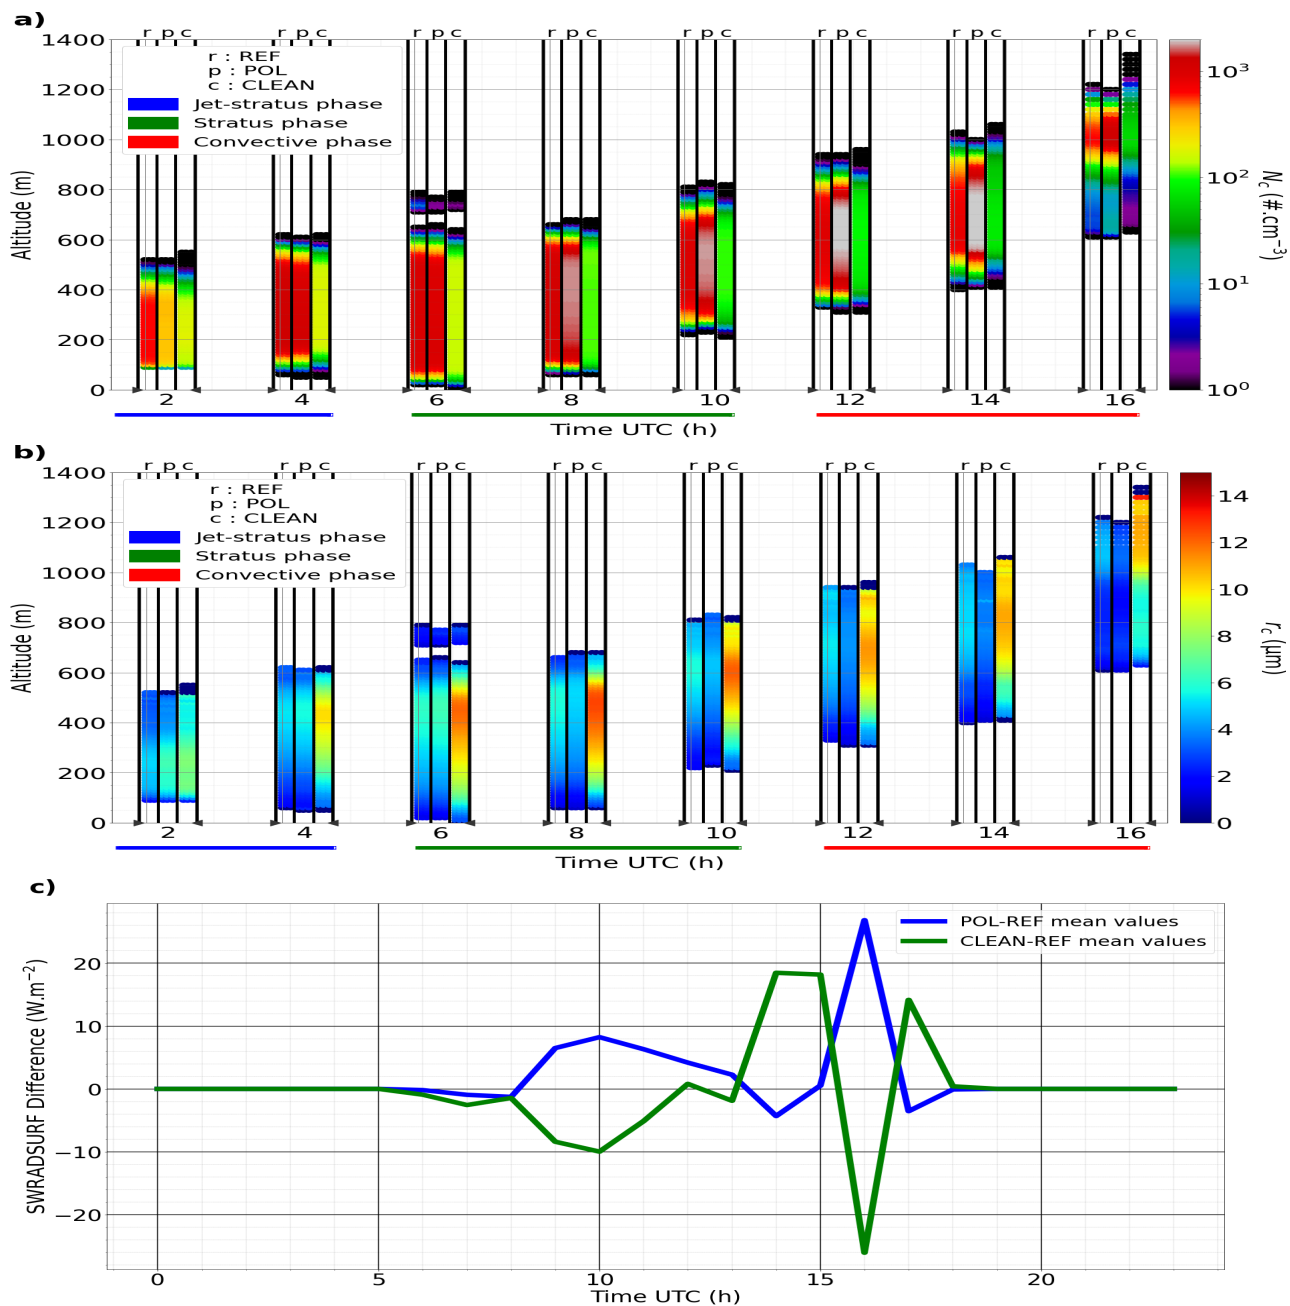 a)
r p c r p c r p c r p c r p c r p c r p c r p c
r : REF
p : POL
c : CLEAN
Jet-stratus phase
Stratus phase
Convective phase
1400
1200
1000
800
600
400
200
0
Altitude (m)
2 4 6 8 10 12 14 16
Time UTC (h)
10³
10²
10¹
10⁰
N_c (#.cm⁻³)
b)
r p c r p c r p c r p c r p c r p c r p c r p c
r : REF
p : POL
c : CLEAN
Jet-stratus phase
Stratus phase
Convective phase
1400
1200
1000
800
600
400
200
0
Altitude (m)
2 4 6 8 10 12 14 16
Time UTC (h)
14
12
10
8
6
4
2
0
r_c (μm)
c)
POL-REF mean values
CLEAN-REF mean values
20
10
0
−10
−20
SWRADSURF Difference (W.m⁻²)
0 5 10 15 20
Time UTC (h)